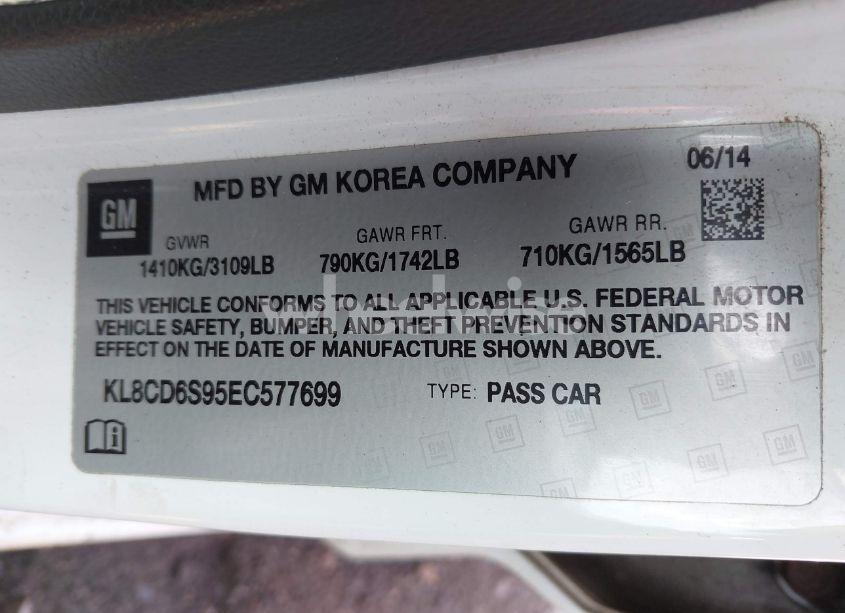 MFD BY GM KOREA COMPANY
06/14
GM
GVWR
GAWR FRT.
GAWR RR.
1410KG/3109LB
790KG/1742LB
710KG/1565LB
THIS VEHICLE CONFORMS TO ALL APPLICABLE U.S. FEDERAL MOTOR
VEHICLE SAFETY, BUMPER, AND THEFT PREVENTION STANDARDS IN
EFFECT ON THE DATE OF MANUFACTURE SHOWN ABOVE.
KL8CD6S95EC577699
TYPE: PASS CAR